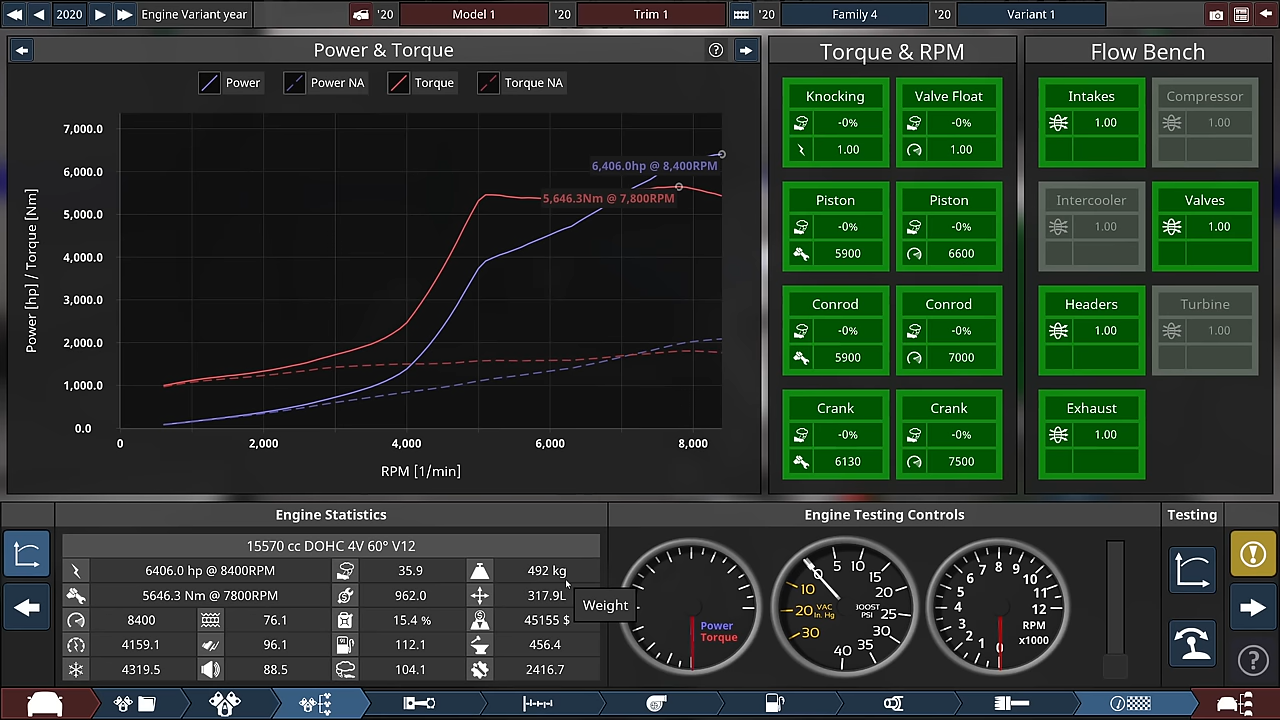 2020 Engine Variant year '20 Model 1 '20 Trim 1 '20 Family 4 '20 Variant 1
Power & Torque
Power Power NA Torque Torque NA
Power [hp] / Torque [Nm]
7,000.0
6,000.0
5,000.0
4,000.0
3,000.0
2,000.0
1,000.0
0.0
6,406.0hp @ 8,400RPM
5,646.3Nm @ 7,800RPM
0 2,000 4,000 6,000 8,000
RPM [1/min]
Torque & RPM
Knocking
-0%
1.00
Valve Float
-0%
1.00
Piston
-0%
5900
Piston
-0%
6600
Conrod
-0%
5900
Conrod
-0%
7000
Crank
-0%
6130
Crank
-0%
7500
Flow Bench
Intakes
1.00
Compressor
1.00
Intercooler
1.00
Valves
1.00
Headers
1.00
Turbine
1.00
Exhaust
1.00
Engine Statistics
15570 cc DOHC 4V 60° V12
6406.0 hp @ 8400RPM 35.9 492 kg
5646.3 Nm @ 7800RPM 962.0 317.9L
8400 76.1 15.4 % 45155 $
4159.1 96.1 112.1 456.4
4319.5 88.5 104.1 2416.7
Weight
Engine Testing Controls
Power
Torque
0 5 10 15 20 25 30 35 40
10 20 30
VAC
In. Hg
BOOST
PSI
0 1 2 3 4 5 6 7 8 9 10 11 12
RPM
x1000
Testing